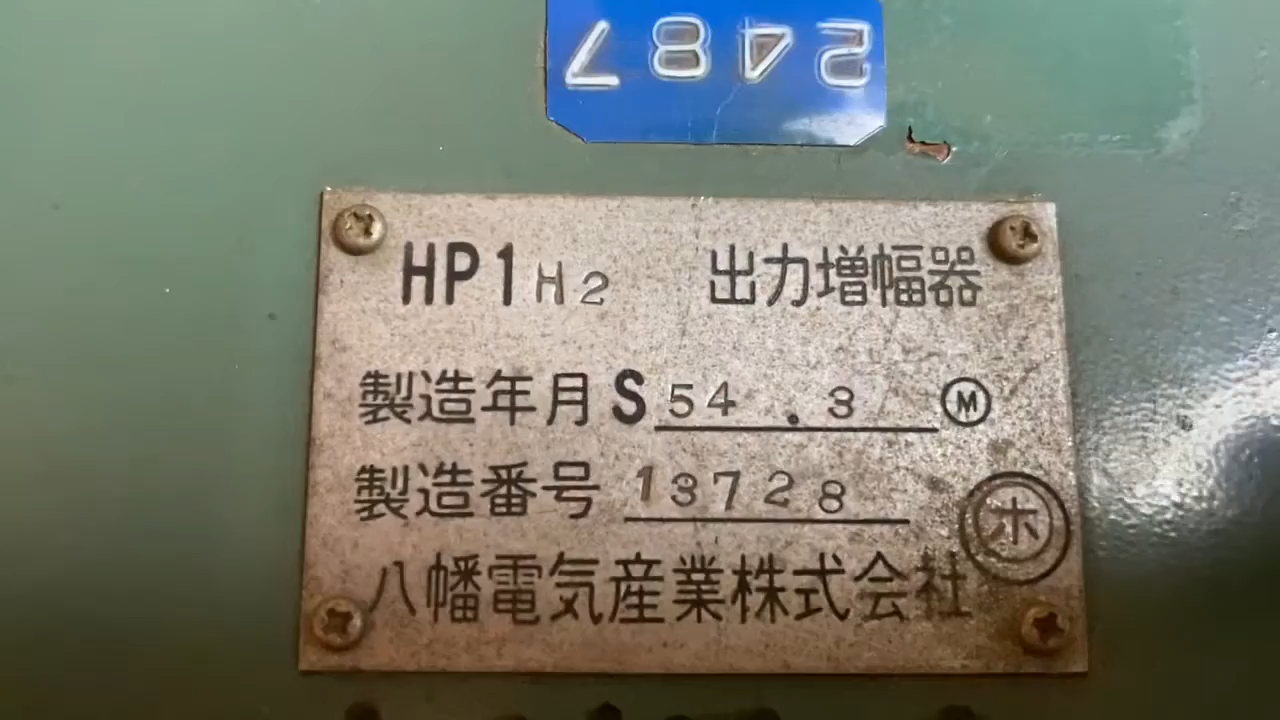 2487
HP1H2 出力増幅器
製造年月 S 54.3 Ⓜ
製造番号 13728
ホ
八幡電気産業株式会社